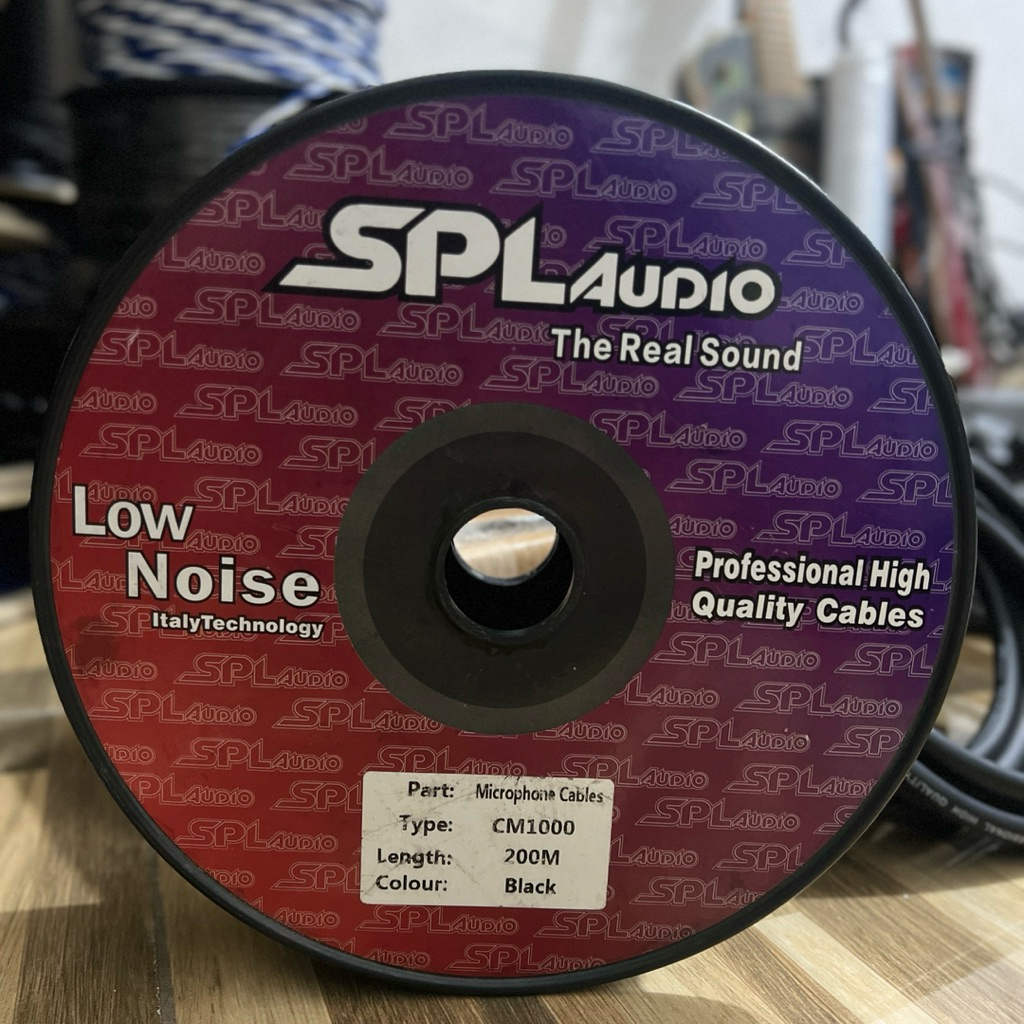 SPL AUDIO
The Real Sound
Low
Noise
ItalyTechnology
Professional High
Quality Cables
Part: Microphone Cables
Type: CM1000
Length: 200M
Colour: Black